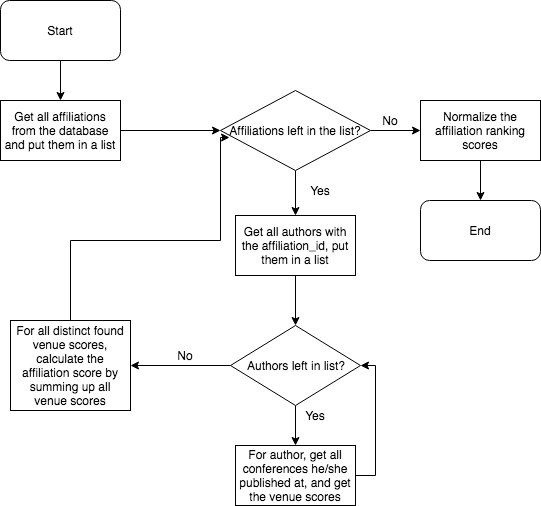 Start
Get all affiliations
from the database
and put them in a list
Affiliations left in the list?
No
Normalize the
affiliation ranking
scores
Yes
End
Get all authors with
the affiliation_id, put
them in a list
For all distinct found
venue scores,
calculate the
affiliation score by
summing up all
venue scores
No
Authors left in list?
Yes
For author, get all
conferences he/she
published at, and get
the venue scores